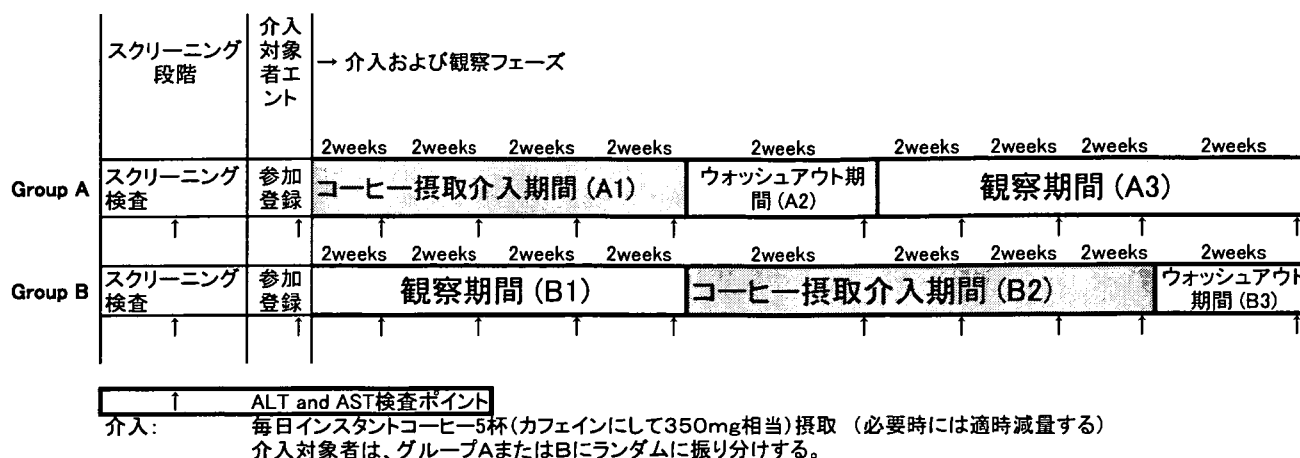 スクリーニング
段階
介入
対象
者エ
ント
→ 介入および観察フェーズ
2weeks 2weeks 2weeks 2weeks 2weeks 2weeks 2weeks 2weeks 2weeks
Group A
スクリーニング
検査
参加
登録
コーヒー摂取介入期間 (A1)
ウォッシュアウト期
間 (A2)
観察期間 (A3)
↑ ↑ ↑ ↑ ↑ ↑ ↑ ↑ ↑ ↑ ↑
2weeks 2weeks 2weeks 2weeks 2weeks 2weeks 2weeks 2weeks 2weeks
Group B
スクリーニング
検査
参加
登録
観察期間 (B1)
コーヒー摂取介入期間 (B2)
ウォッシュアウト
期間 (B3)
↑ ↑ ↑ ↑ ↑ ↑ ↑ ↑ ↑ ↑ ↑
↑ ALT and AST検査ポイント
介入: 毎日インスタントコーヒー5杯(カフェインにして350mg相当)摂取 (必要時には適時減量する)
介入対象者は、グループAまたはBにランダムに振り分けする。